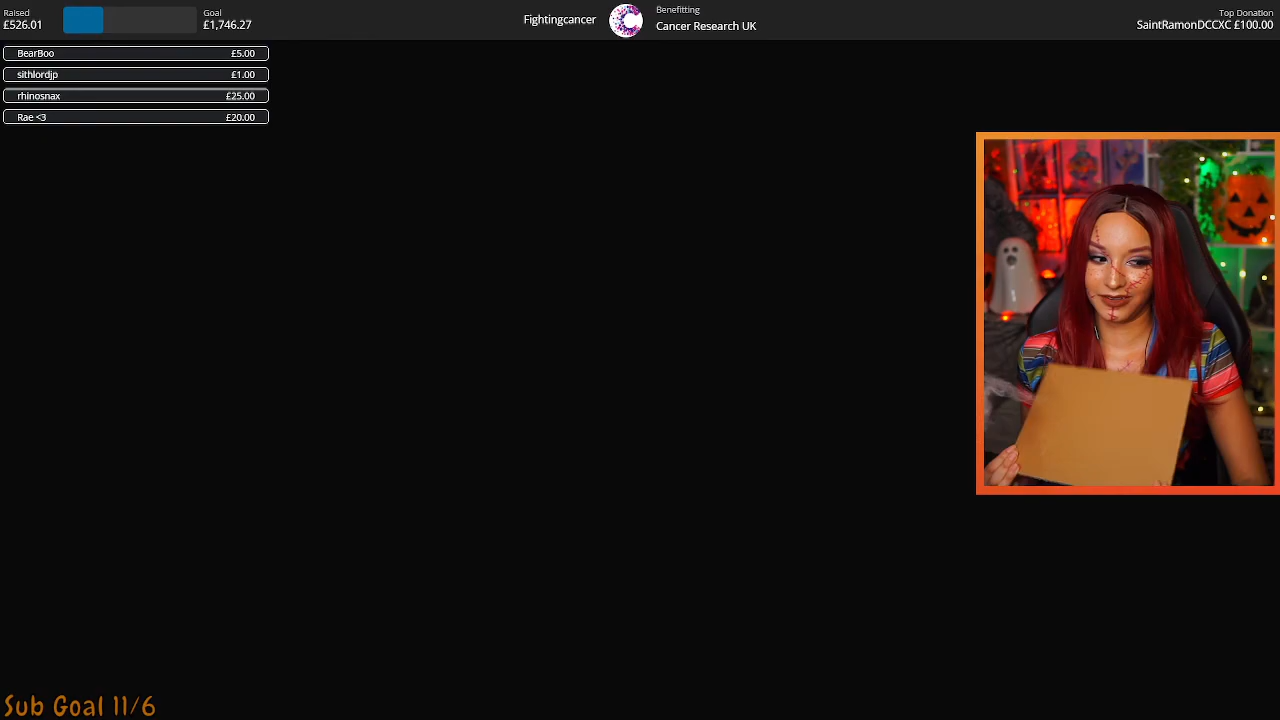 Raised
£526.01
Goal
£1,746.27
Fightingcancer
Benefitting
Cancer Research UK
Top Donation
SaintRamonDCCXC £100.00
BearBoo £5.00
sithlordjp £1.00
rhinosnax £25.00
Rae <3 £20.00
Sub Goal 11/6